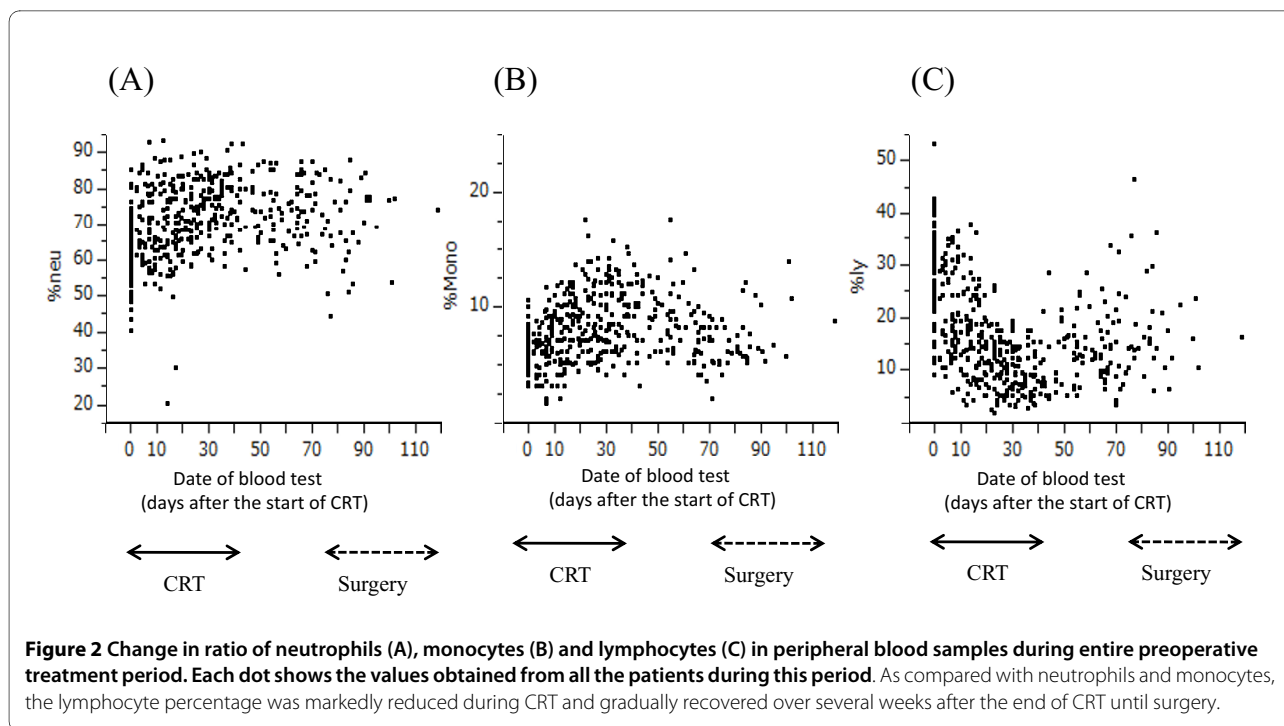 (A) (B) (C)
%neu
90
80
70
60
50
40
30
20
0 10 30 50 70 90 110
Date of blood test
(days after the start of CRT)
CRT Surgery
%Mono
20
10
0 10 30 50 70 90 110
Date of blood test
(days after the start of CRT)
CRT Surgery
%ly
50
40
30
20
10
0 10 30 50 70 90 110
Date of blood test
(days after the start of CRT)
CRT Surgery
Figure 2 Change in ratio of neutrophils (A), monocytes (B) and lymphocytes (C) in peripheral blood samples during entire preoperative
treatment period. Each dot shows the values obtained from all the patients during this period. As compared with neutrophils and monocytes,
the lymphocyte percentage was markedly reduced during CRT and gradually recovered over several weeks after the end of CRT until surgery.